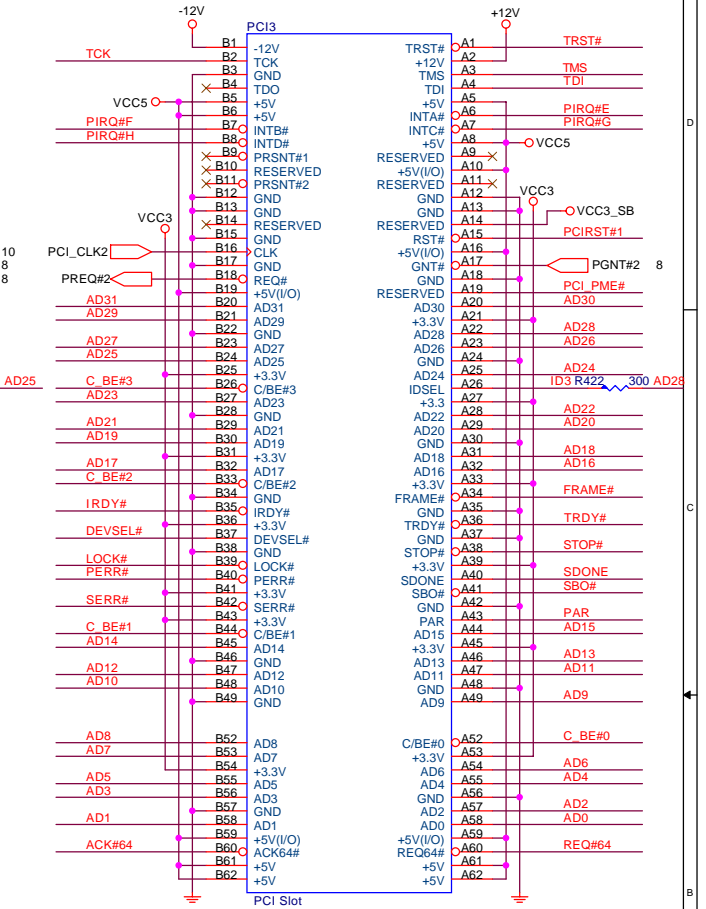 -12V +12V
PCI3
B1 -12V TRST# A1 TRST#
TCK B2 TCK +12V A2
B3 GND TMS A3 TMS
B4 TDO TDI A4 TDI
VCC5 B5 +5V +5V A5
B6 +5V INTA# A6 PIRQ#E
PIRQ#F B7 INTB# INTC# A7 PIRQ#G
PIRQ#H B8 INTD# +5V A8 VCC5
B9 PRSNT#1 RESERVED A9
B10 RESERVED +5V(I/O) A10
B11 PRSNT#2 RESERVED A11
B12 GND GND A12 VCC3
B13 GND GND A13
VCC3 B14 RESERVED RESERVED A14 VCC3_SB
B15 GND RST# A15 PCIRST#1
10 PCI_CLK2 B16 CLK +5V(I/O) A16
8 B17 GND GNT# A17 PGNT#2 8
8 PREQ#2 B18 REQ# GND A18
B19 +5V(I/O) RESERVED A19 PCI_PME#
AD31 B20 AD31 AD30 A20 AD30
AD29 B21 AD29 +3.3V A21
B22 GND AD28 A22 AD28
AD27 B23 AD27 AD26 A23 AD26
AD25 B24 AD25 GND A24
B25 +3.3V AD24 A25 AD24
AD25 C_BE#3 B26 C/BE#3 IDSEL A26 ID3 R422 300 AD28
AD23 B27 AD23 +3.3 A27
B28 GND AD22 A28 AD22
AD21 B29 AD21 AD20 A29 AD20
AD19 B30 AD19 GND A30
B31 +3.3V AD18 A31 AD18
AD17 B32 AD17 AD16 A32 AD16
C_BE#2 B33 C/BE#2 +3.3V A33
B34 GND FRAME# A34 FRAME#
IRDY# B35 IRDY# GND A35
B36 +3.3V TRDY# A36 TRDY#
DEVSEL# B37 DEVSEL# GND A37
B38 GND STOP# A38 STOP#
LOCK# B39 LOCK# +3.3V A39
PERR# B40 PERR# SDONE A40 SDONE
B41 +3.3V SBO# A41 SBO#
SERR# B42 SERR# GND A42
B43 +3.3V PAR A43 PAR
C_BE#1 B44 C/BE#1 AD15 A44 AD15
AD14 B45 AD14 +3.3V A45
B46 GND AD13 A46 AD13
AD12 B47 AD12 AD11 A47 AD11
AD10 B48 AD10 GND A48
B49 GND AD9 A49 AD9
AD8 B52 AD8 C/BE#0 A52 C_BE#0
AD7 B53 AD7 +3.3V A53
B54 +3.3V AD6 A54 AD6
AD5 B55 AD5 AD4 A55 AD4
AD3 B56 AD3 GND A56
B57 GND AD2 A57 AD2
AD1 B58 AD1 AD0 A58 AD0
B59 +5V(I/O) +5V(I/O) A59
ACK#64 B60 ACK64# REQ64# A60 REQ#64
B61 +5V +5V A61
B62 +5V +5V A62
PCI Slot
D
C
B